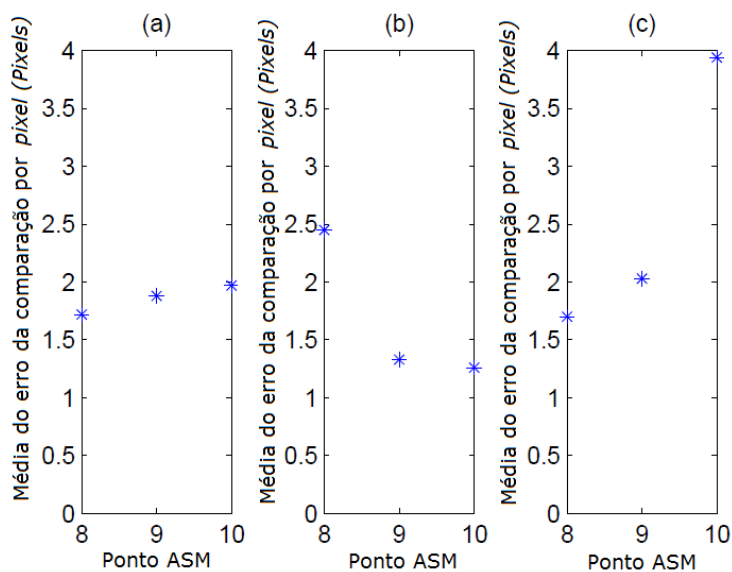 (a)
Média do erro da comparação por pixel (Pixels)
4
3.5
3
2.5
2
1.5
1
0.5
0
8 9 10
Ponto ASM
(b)
Média do erro da comparação por pixel (Pixels)
4
3.5
3
2.5
2
1.5
1
0.5
0
8 9 10
Ponto ASM
(c)
Média do erro da comparação por pixel (Pixels)
4
3.5
3
2.5
2
1.5
1
0.5
0
8 9 10
Ponto ASM